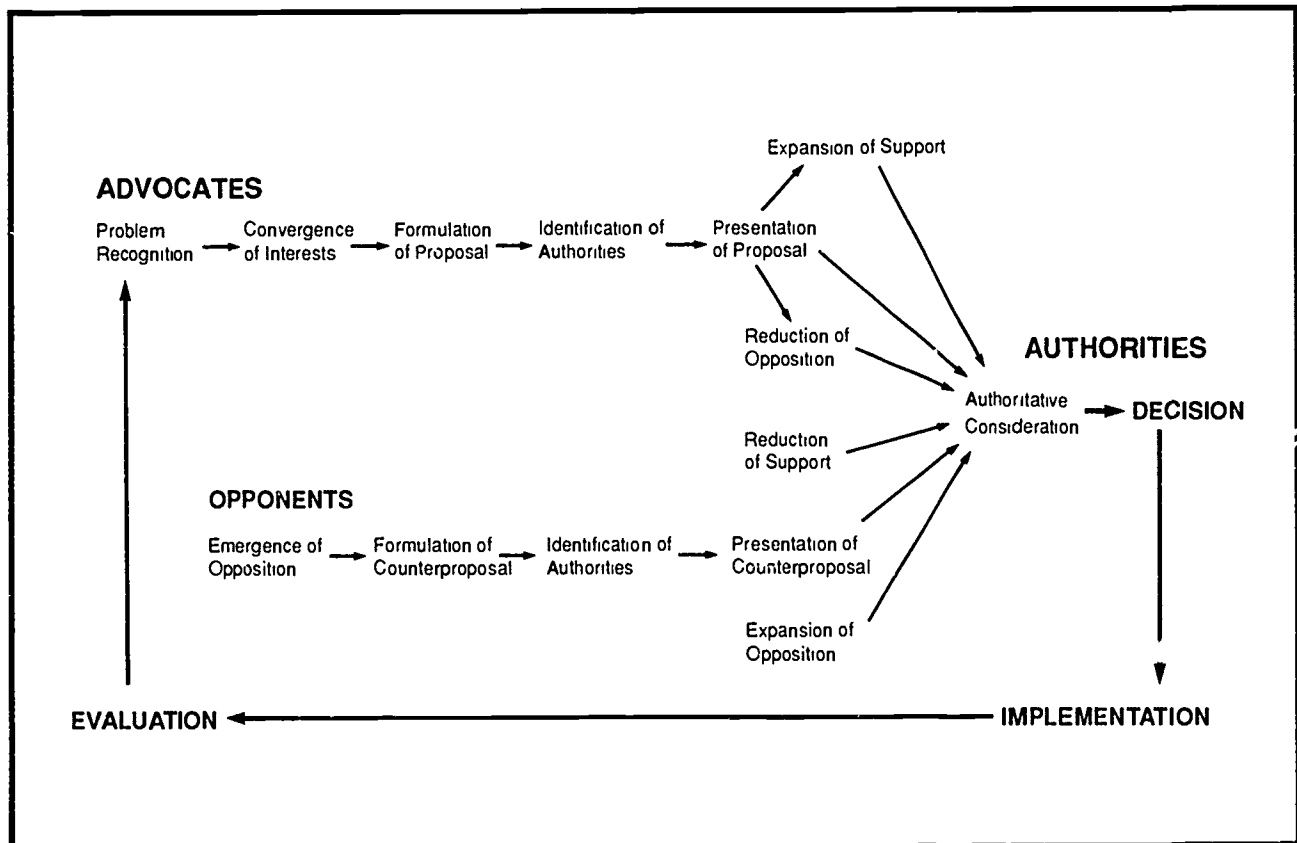 Expansion of Support
ADVOCATES
Problem
Recognition
Convergence
of Interests
Formulation
of Proposal
Identification of
Authorities
Presentation
of Proposal
Reduction of
Opposition
AUTHORITIES
Authoritative
Consideration
DECISION
Reduction
of Support
OPPONENTS
Emergence of
Opposition
Formulation of
Counterproposal
Identification of
Authorities
Presentation of
Counterproposal
Expansion of
Opposition
EVALUATION
IMPLEMENTATION